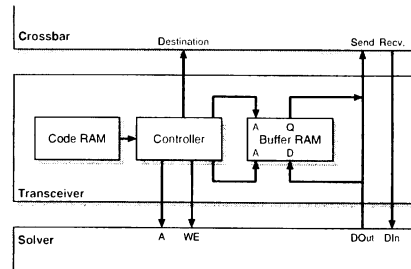 Crossbar
Destination
Send Recv.
Code RAM
Controller
A Q
Buffer RAM
A D
Transceiver
Solver
A WE
DOut DIn